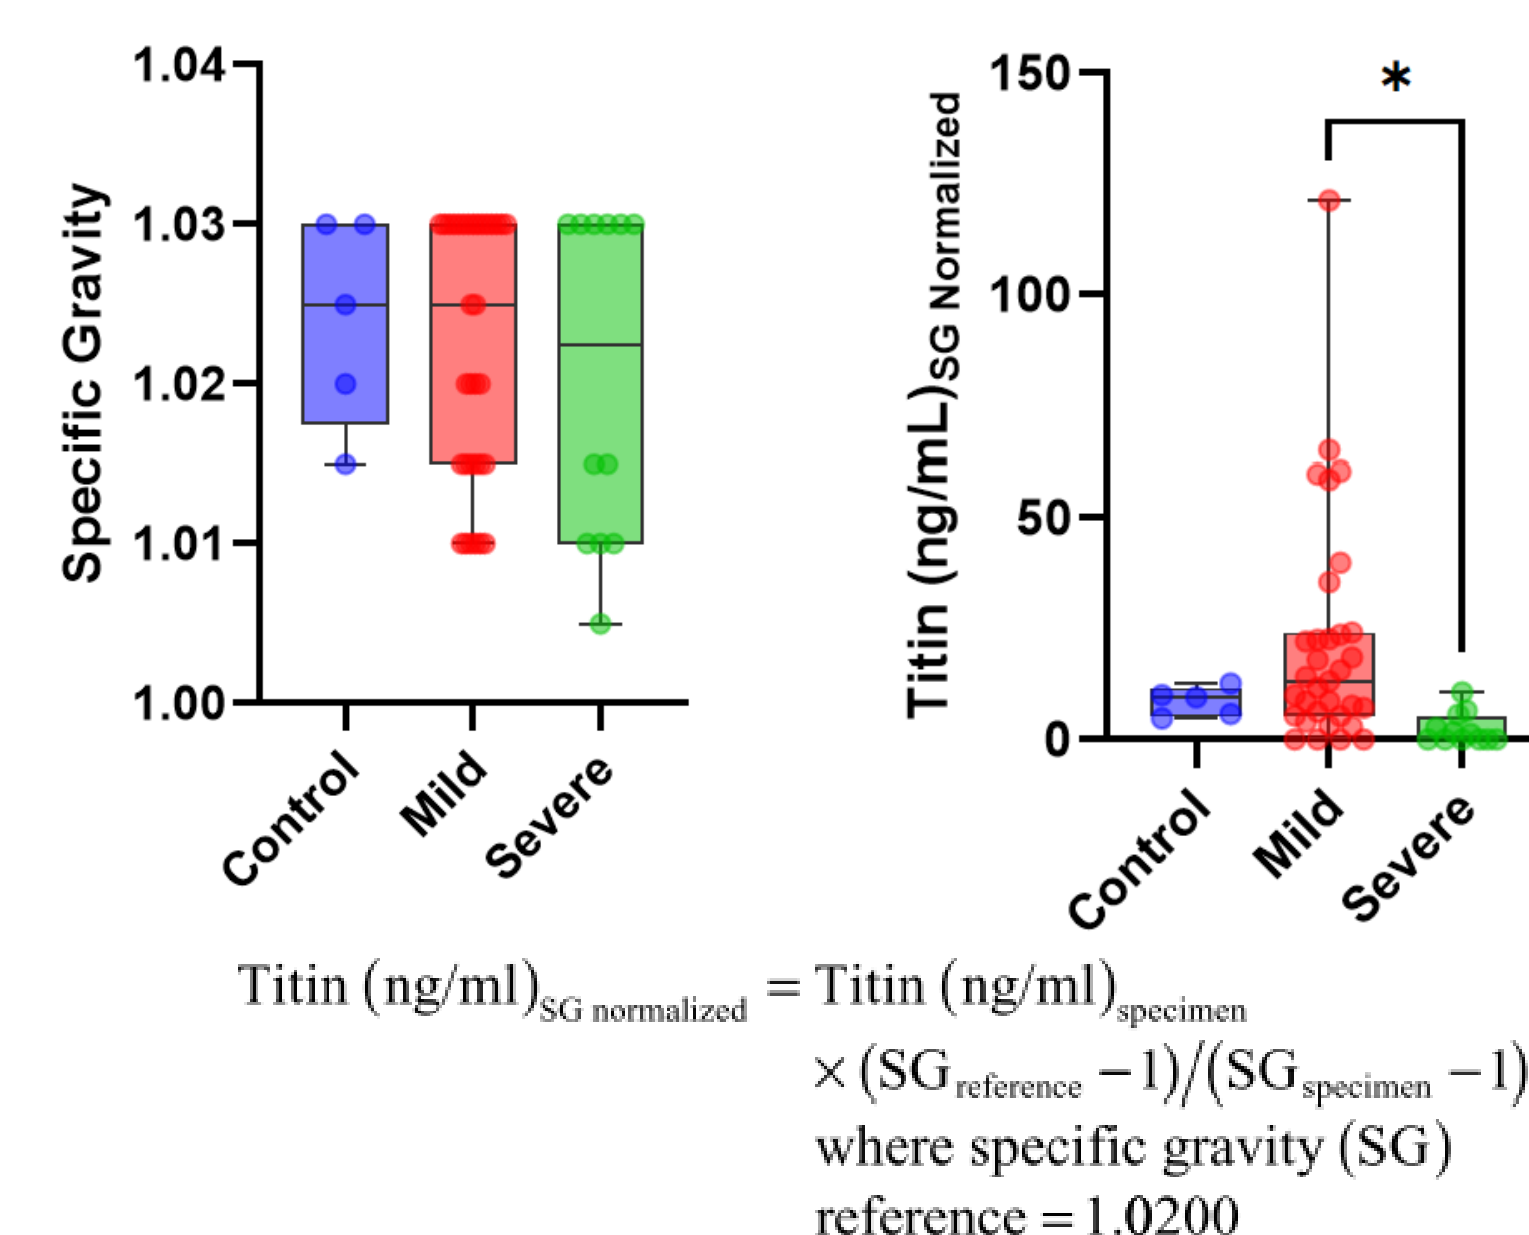 1.04
1.03
1.02
1.01
1.00
Specific Gravity
Control
Mild
Severe
150
100
50
0
Titin (ng/mL)SG Normalized
*
Control
Mild
Severe
Titin (ng/ml)SG normalized = Titin (ng/ml)specimen
× (SGreference − 1)/(SGspecimen − 1)
where specific gravity (SG)
reference = 1.0200